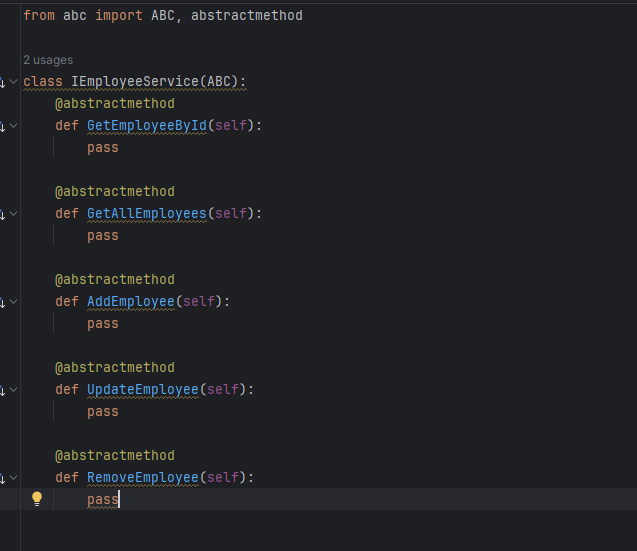 from abc import ABC, abstractmethod
2 usages
class IEmployeeService(ABC):
    @abstractmethod
    def GetEmployeeById(self):
        pass
    @abstractmethod
    def GetAllEmployees(self):
        pass
    @abstractmethod
    def AddEmployee(self):
        pass
    @abstractmethod
    def UpdateEmployee(self):
        pass
    @abstractmethod
    def RemoveEmployee(self):
        pass